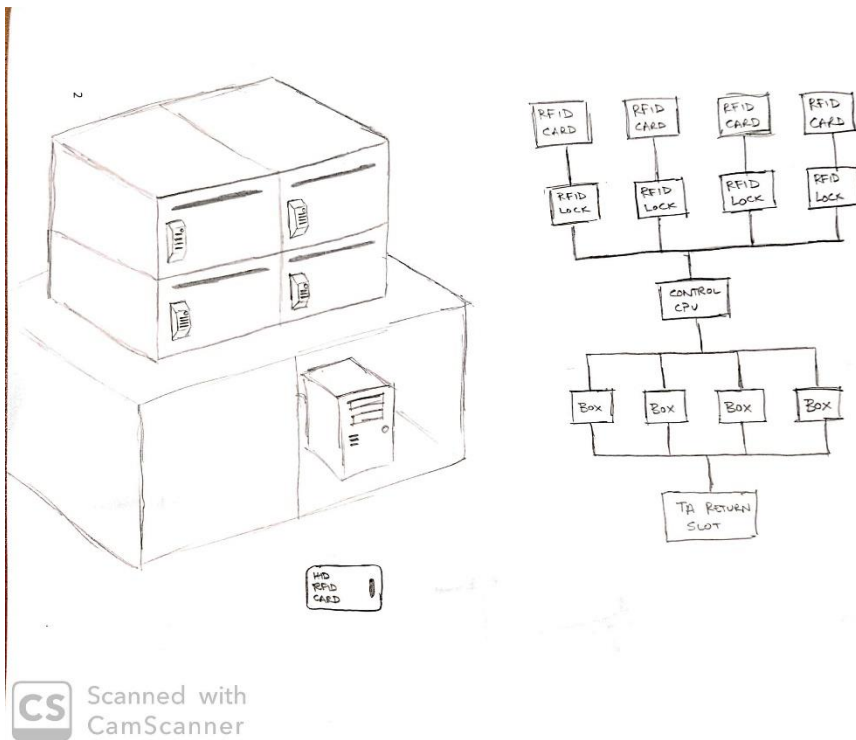 2
RFID
CARD
RFID
CARD
RFID
CARD
RFID
CARD
RFID
LOCK
RFID
LOCK
RFID
LOCK
RFID
LOCK
CONTROL
CPU
BOX
BOX
BOX
BOX
TA RETURN
SLOT
HID
RFID
CARD
CS
Scanned with
CamScanner